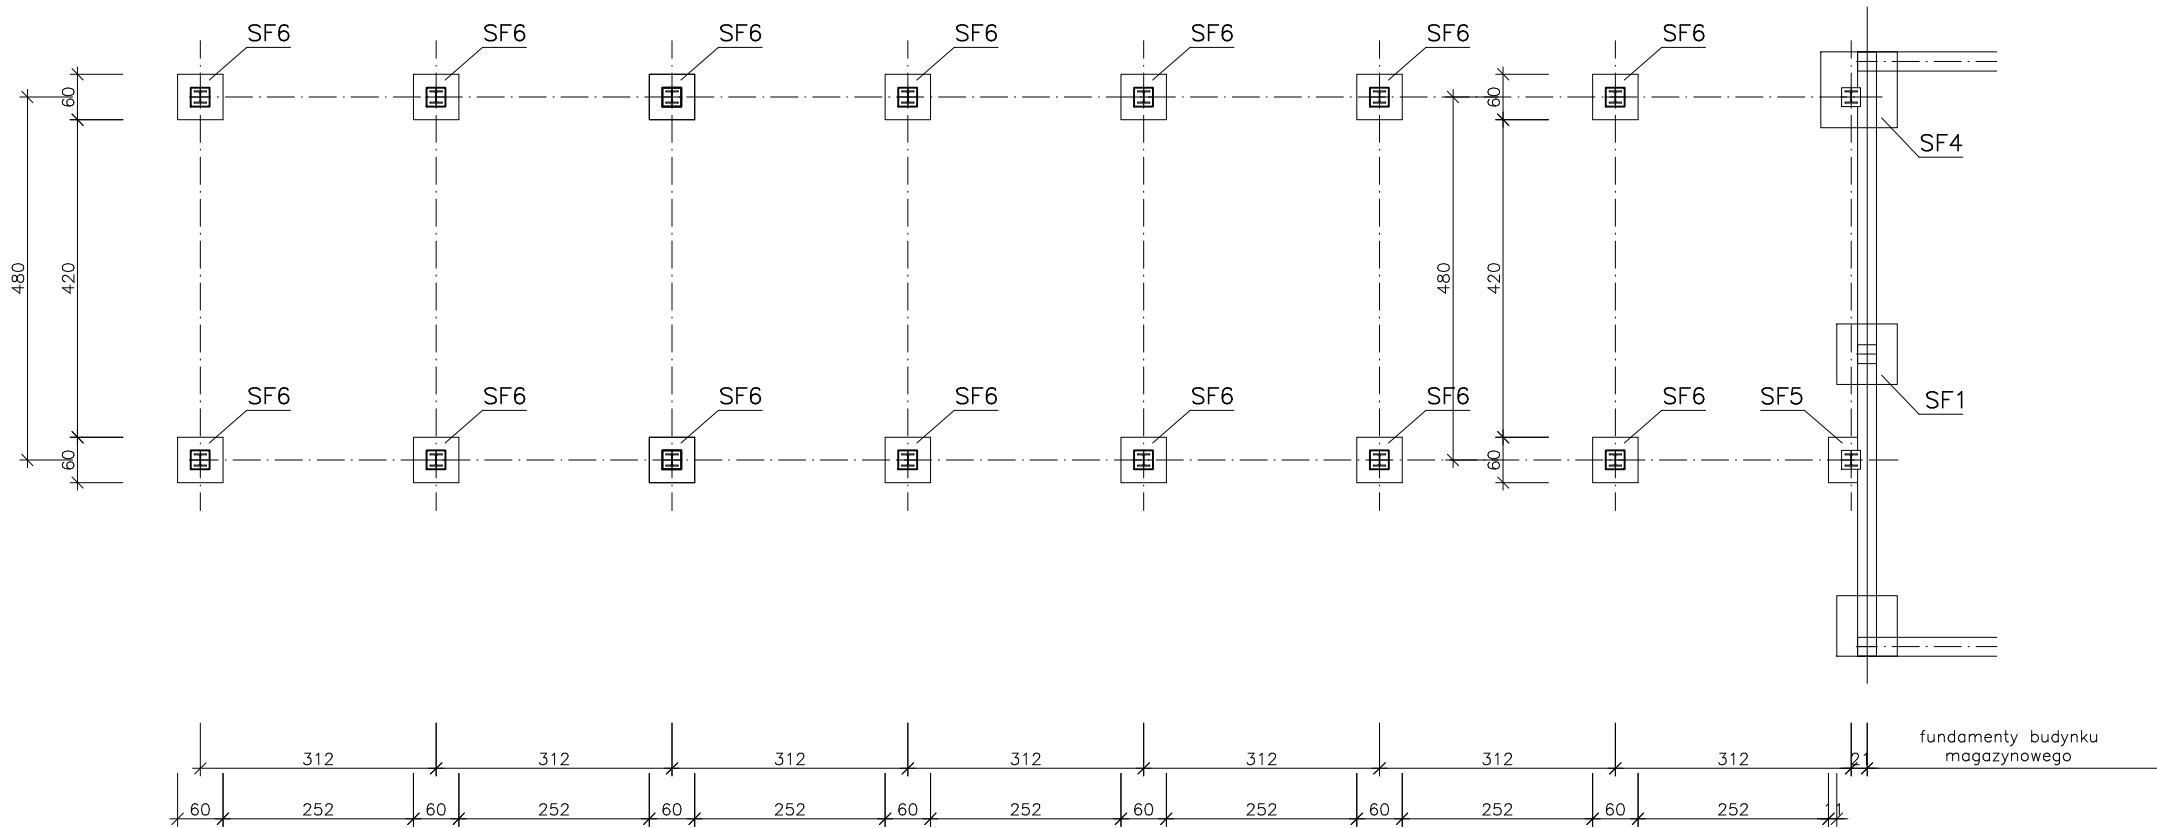 SF6 SF6 SF6 SF6 SF6 SF6 SF6
60 60
SF4
480 420 480 420
SF6 SF6 SF6 SF6 SF6 SF6 SF6 SF5 SF1
60 60
fundamenty budynku
magazynowego
312 312 312 312 312 312 312 21
60 252 60 252 60 252 60 252 60 252 60 252 60 252 11